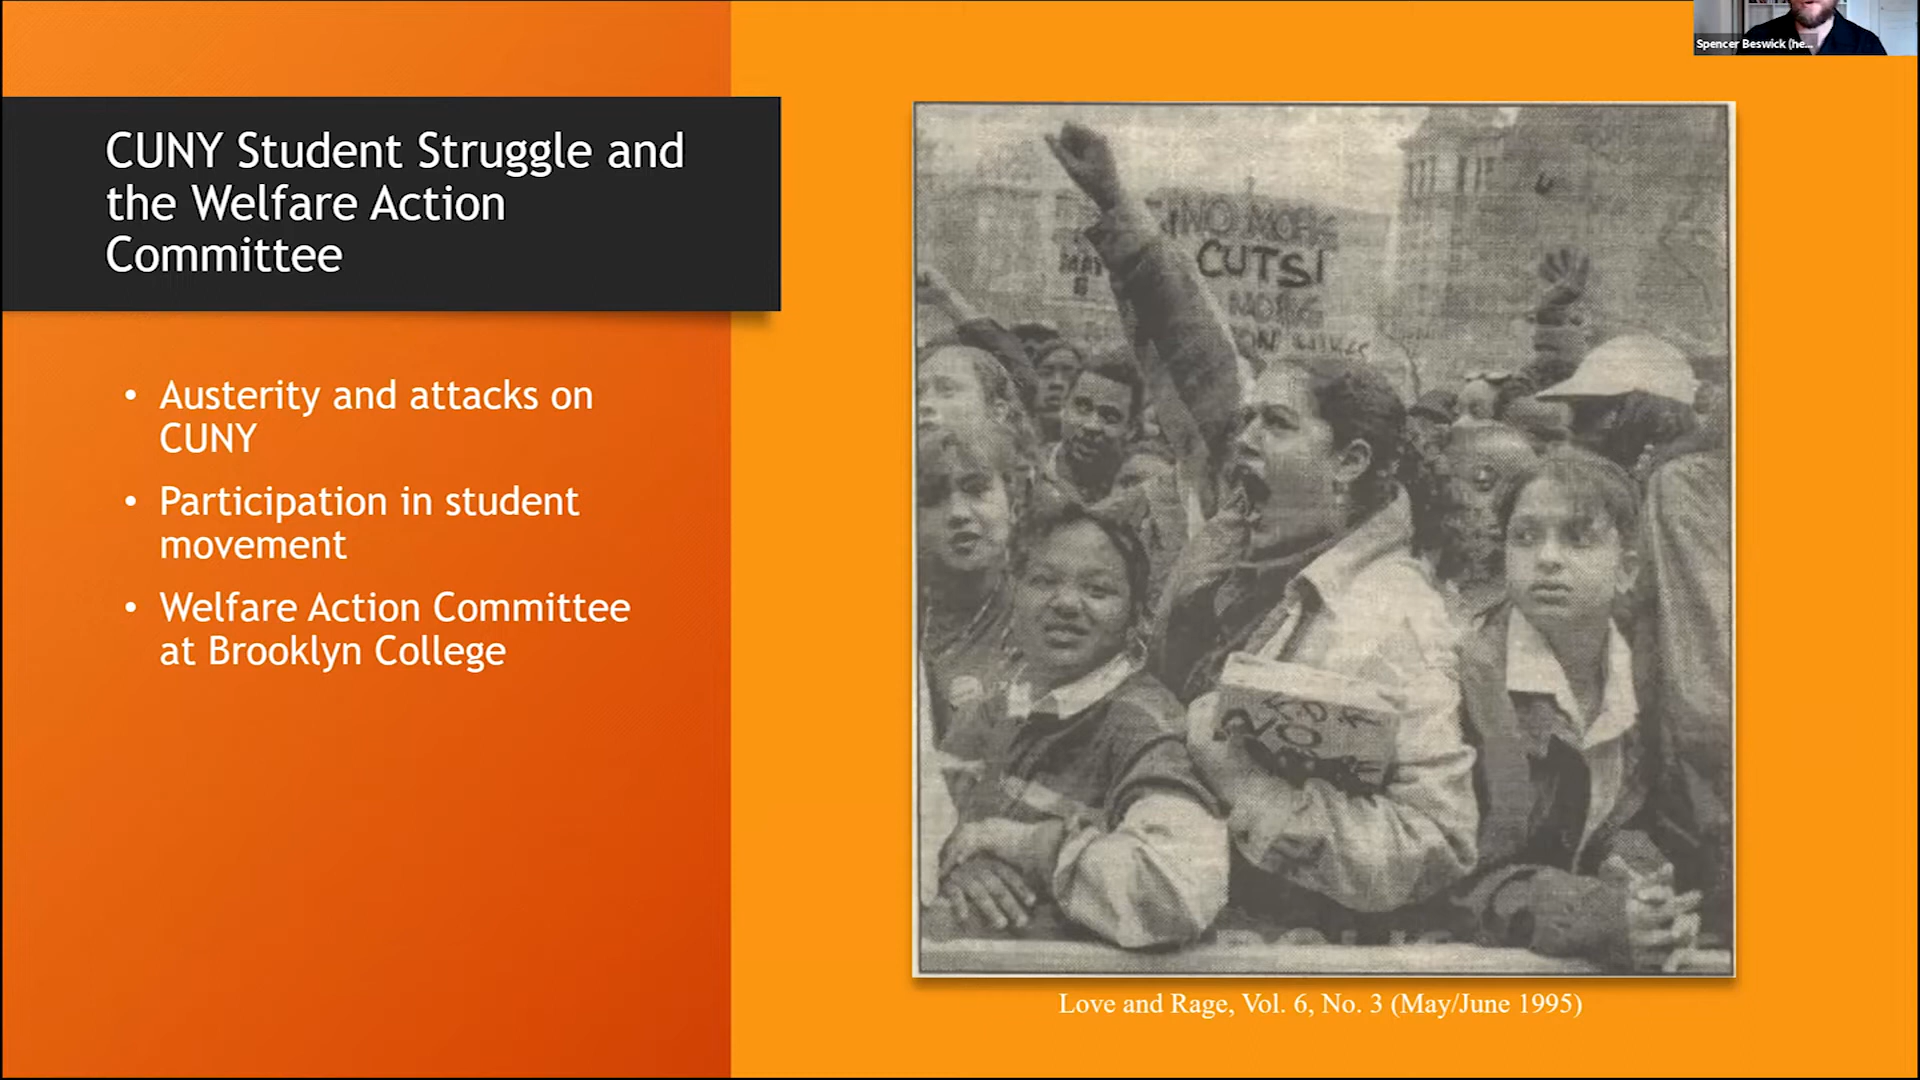 Spencer Beswick (he...
CUNY Student Struggle and
the Welfare Action
Committee
• Austerity and attacks on
CUNY
• Participation in student
movement
• Welfare Action Committee
at Brooklyn College
NO MORE
CUTS!
Love and Rage, Vol. 6, No. 3 (May/June 1995)